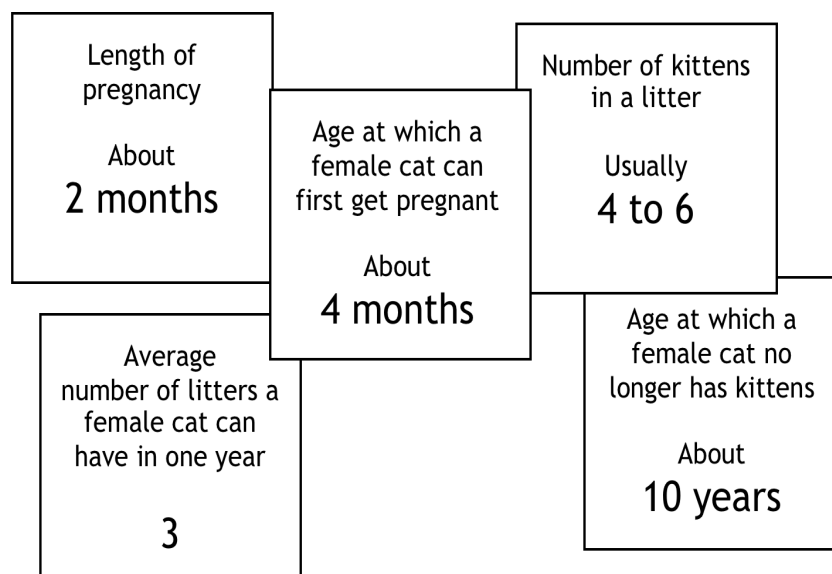 Length of
pregnancy
About
2 months
Age at which a
female cat can
first get pregnant
About
4 months
Number of kittens
in a litter
Usually
4 to 6
Average
number of litters a
female cat can
have in one year
3
Age at which a
female cat no
longer has kittens
About
10 years